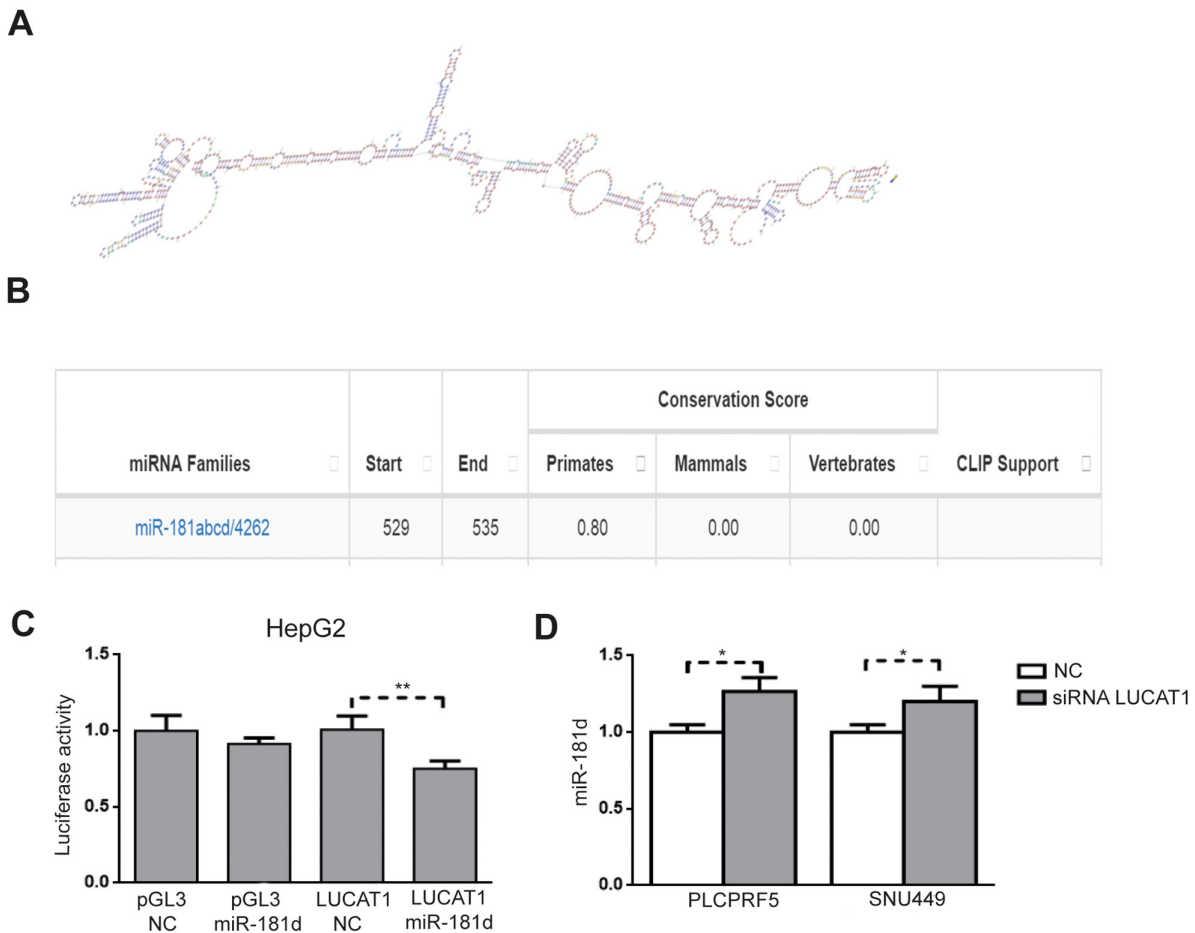 A
B
Conservation Score
miRNA Families Start End Primates Mammals Vertebrates CLIP Support
miR-181abcd/4262 529 535 0.80 0.00 0.00
C
HepG2
Luciferase activity
1.5
1.0
0.5
0.0
**
pGL3 pGL3 LUCAT1 LUCAT1
NC miR-181d NC miR-181d
D
miR-181d
1.5
1.0
0.5
0.0
* *
PLCPRF5 SNU449
NC
siRNA LUCAT1